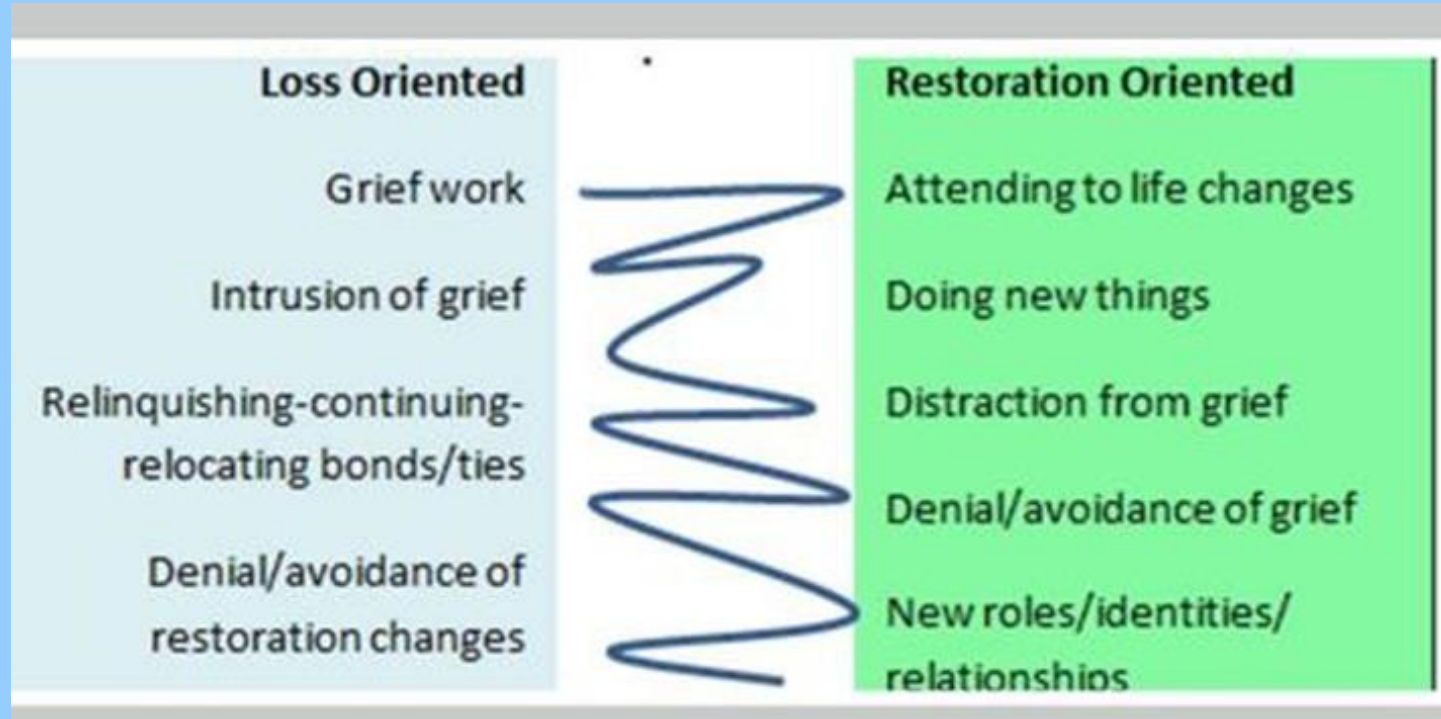 Loss Oriented
Grief work
Intrusion of grief
Relinquishing-continuing-
relocating bonds/ties
Denial/avoidance of
restoration changes
Restoration Oriented
Attending to life changes
Doing new things
Distraction from grief
Denial/avoidance of grief
New roles/identities/
relationships